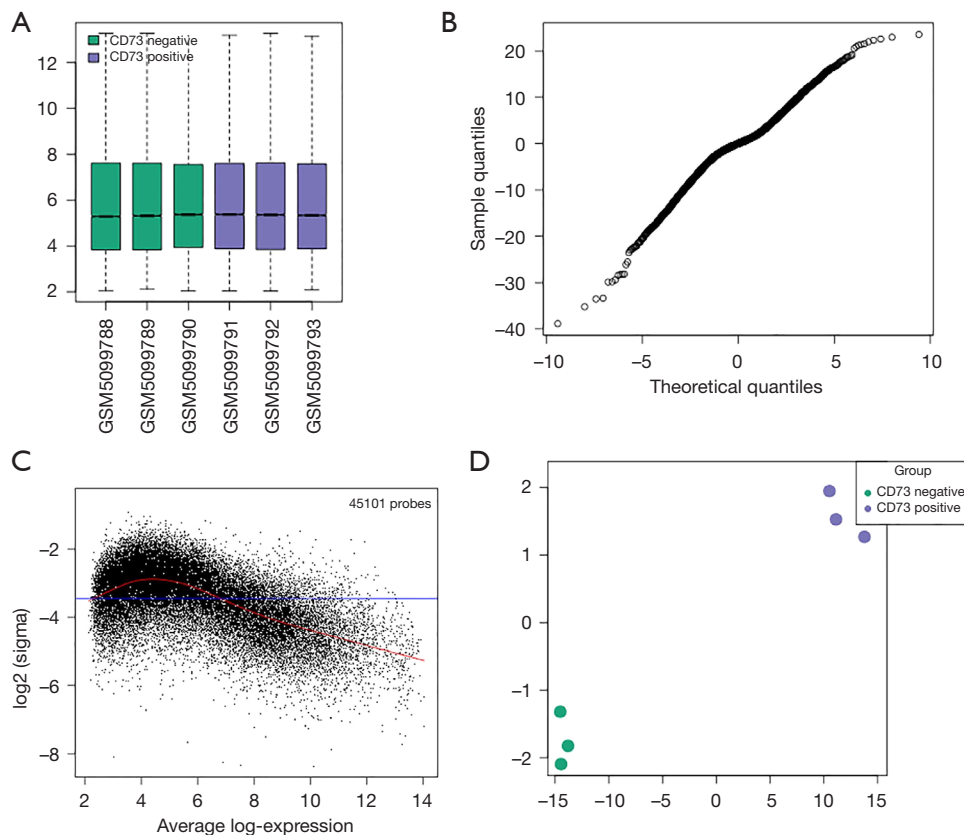 A
CD73 negative
CD73 positive
12
10
8
6
4
2
GSM5099788
GSM5099789
GSM5099790
GSM5099791
GSM5099792
GSM5099793
B
Sample quantiles
20
10
0
−10
−20
−30
−40
−10 −5 0 5 10
Theoretical quantiles
C
45101 probes
log2 (sigma)
−2
−4
−6
−8
2 4 6 8 10 12 14
Average log-expression
D
Group
CD73 negative
CD73 positive
2
1
0
−1
−2
−15 −10 −5 0 5 10 15